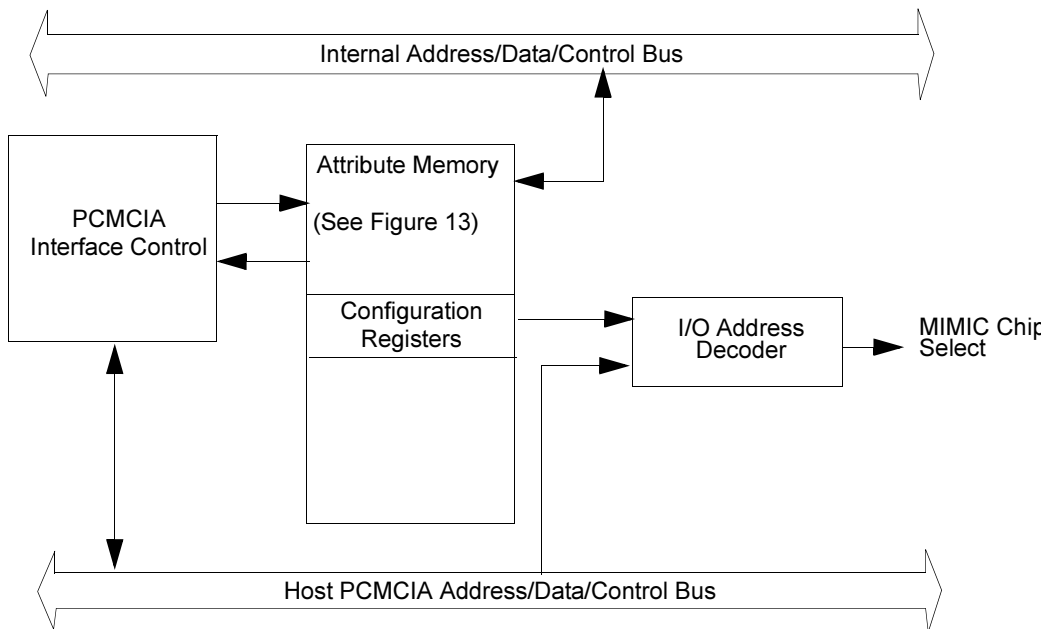 Internal Address/Data/Control Bus
Attribute Memory
(See Figure 13)
PCMCIA
Interface Control
Configuration
Registers
I/O Address
Decoder
MIMIC Chip
Select
Host PCMCIA Address/Data/Control Bus